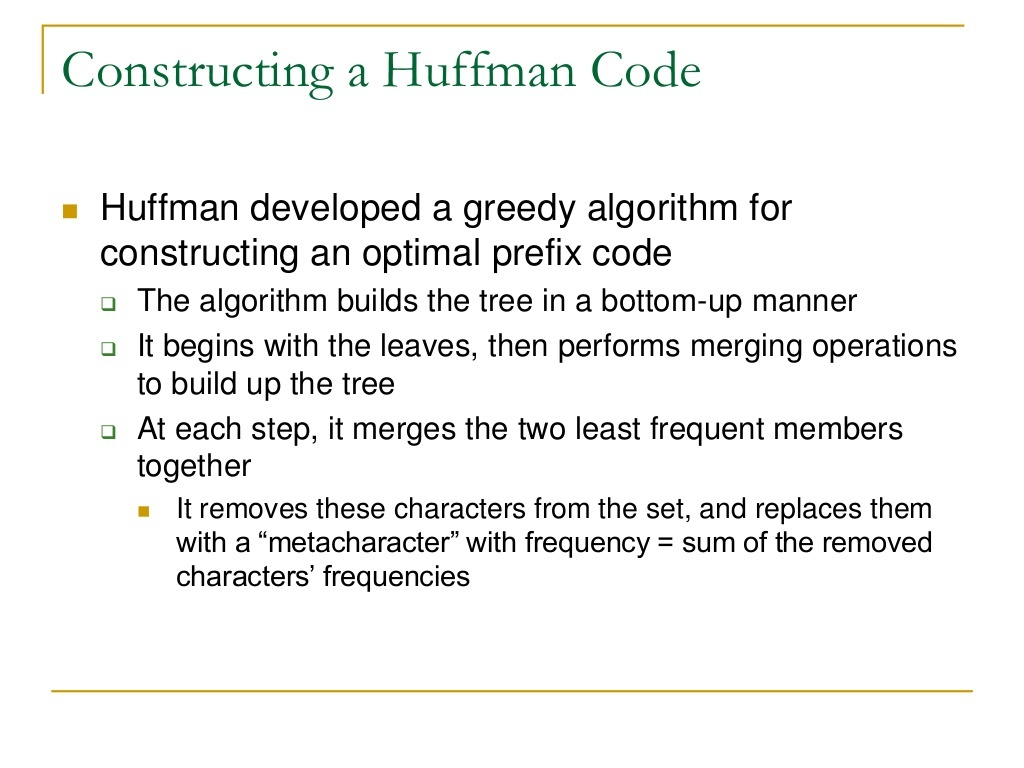 Constructing a Huffman Code
Huffman developed a greedy algorithm for
constructing an optimal prefix code
The algorithm builds the tree in a bottom-up manner
It begins with the leaves, then performs merging operations
to build up the tree
At each step, it merges the two least frequent members
together
It removes these characters from the set, and replaces them
with a “metacharacter” with frequency = sum of the removed
characters’ frequencies